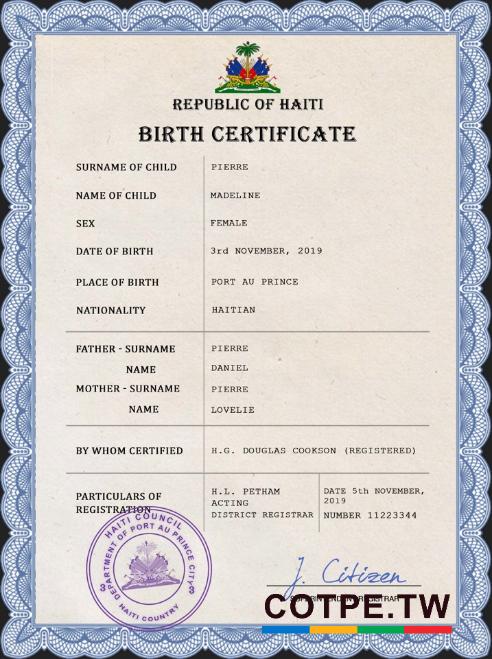 REPUBLIC OF HAITI
BIRTH CERTIFICATE
SURNAME OF CHILD PIERRE
NAME OF CHILD MADELINE
SEX FEMALE
DATE OF BIRTH 3rd NOVEMBER, 2019
PLACE OF BIRTH PORT AU PRINCE
NATIONALITY HAITIAN
FATHER - SURNAME PIERRE
NAME DANIEL
MOTHER - SURNAME PIERRE
NAME LOVELIE
BY WHOM CERTIFIED H.G. DOUGLAS COOKSON (REGISTERED)
PARTICULARS OF
REGISTRATION
H.L. PETHAM
ACTING
DISTRICT REGISTRAR
DATE 5th NOVEMBER,
2019
NUMBER 11223344
HAITI COUNCIL
DEPARTMENT OF PORT AU PRINCE CITY
3 3
HAITI COUNTRY
J. Citizen
COTPE.TW